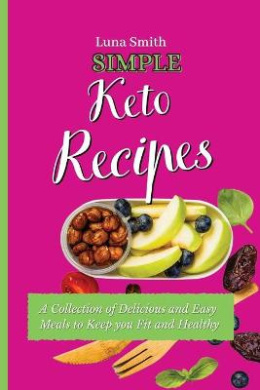 Luna Smith
SIMPLE
Keto
Recipes
A Collection of Delicious and Easy
Meals to Keep you Fit and Healthy